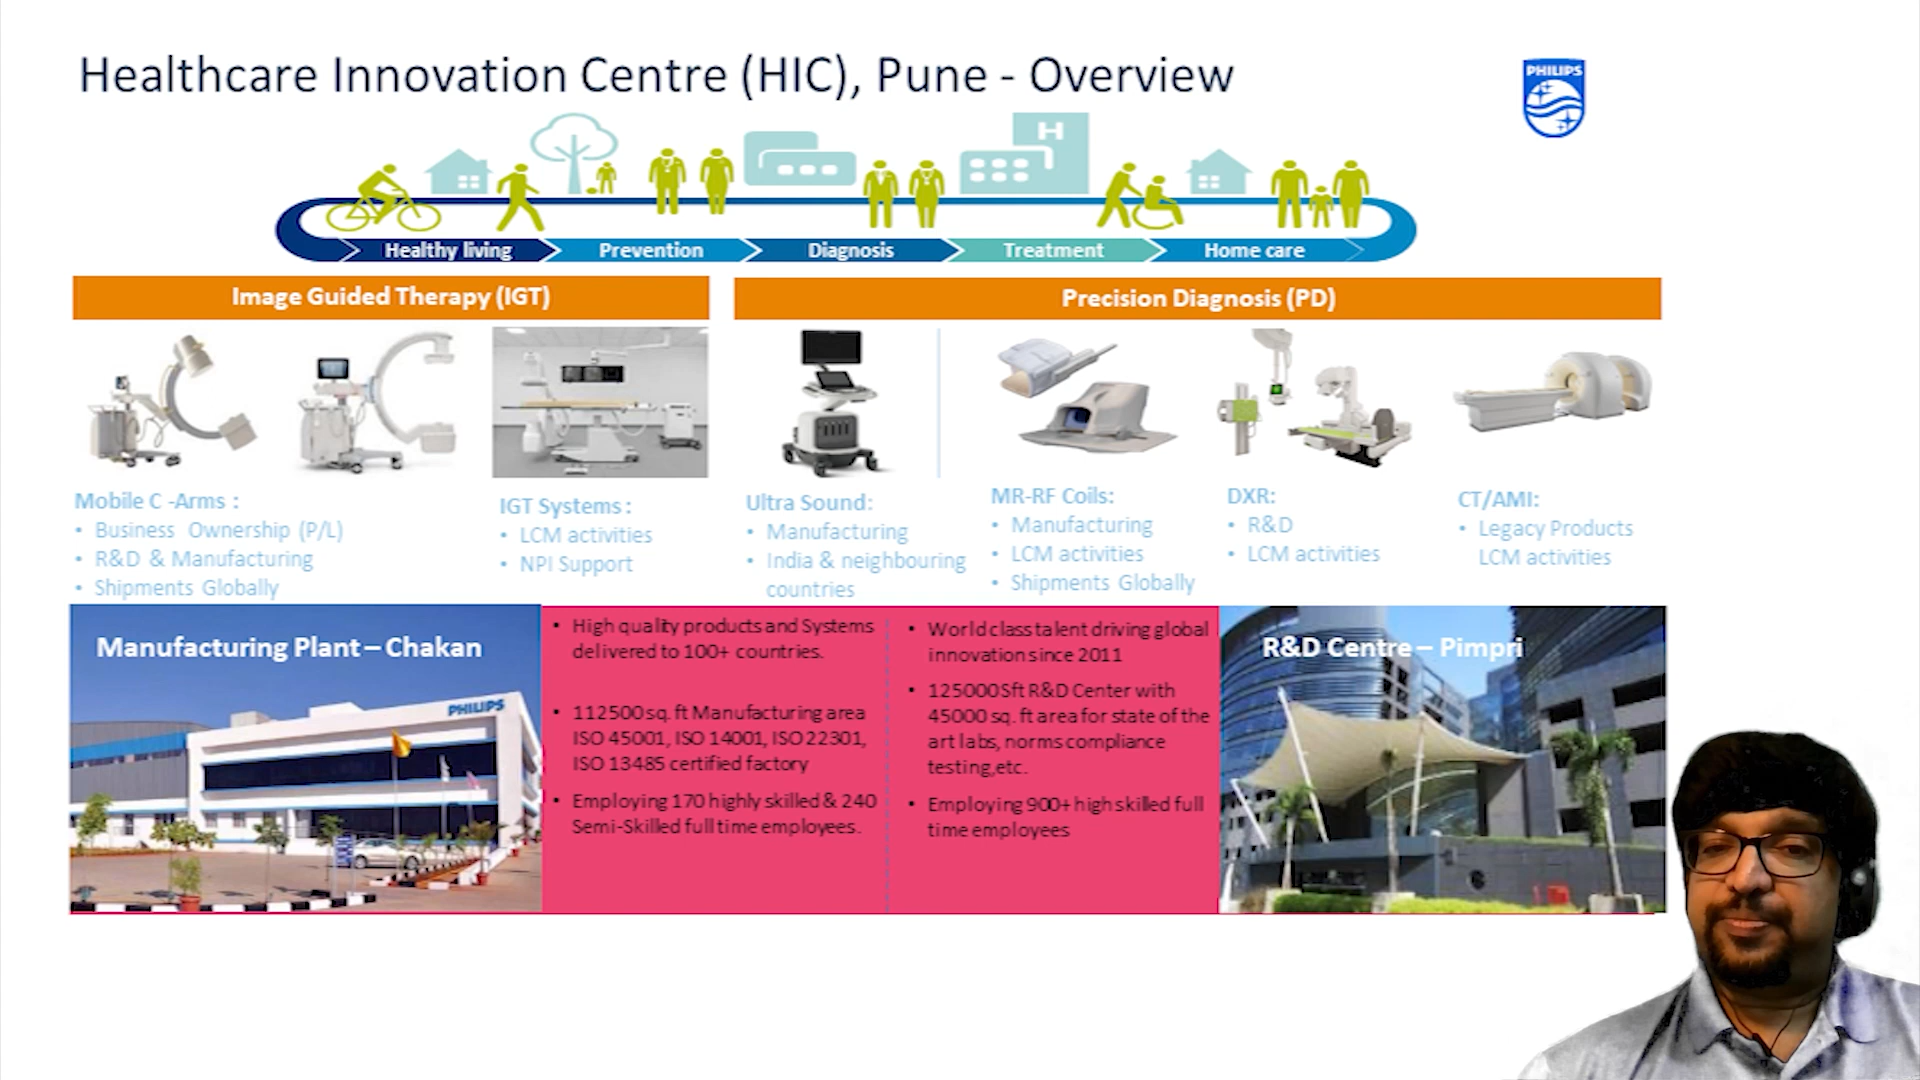 Healthcare Innovation Centre (HIC), Pune - Overview
PHILIPS
H
Healthy living
Prevention
Diagnosis
Treatment
Home care
Image Guided Therapy (IGT)
Precision Diagnosis (PD)
Mobile C -Arms :
• Business Ownership (P/L)
• R&D & Manufacturing
• Shipments Globally
IGT Systems :
• LCM activities
• NPI Support
Ultra Sound:
• Manufacturing
• India & neighbouring
countries
MR-RF Coils:
• Manufacturing
• LCM activities
• Shipments Globally
DXR:
• R&D
• LCM activities
CT/AMI:
• Legacy Products
LCM activities
Manufacturing Plant – Chakan
PHILIPS
• High quality products and Systems
delivered to 100+ countries.
• 112500 sq. ft Manufacturing area
ISO 45001, ISO 14001, ISO 22301,
ISO 13485 certified factory
• Employing 170 highly skilled & 240
Semi-Skilled full time employees.
• World class talent driving global
innovation since 2011
• 125000Sft R&D Center with
45000 sq. ft area for state of the
art labs, norms compliance
testing,etc.
• Employing 900+ high skilled full
time employees
R&D Centre – Pimpri